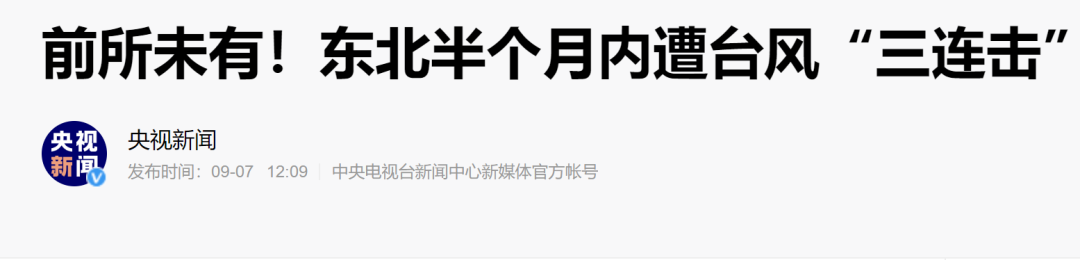 前所未有！东北半个月内遭台风“三连击”
央视
新闻
央视新闻
发布时间：09-07 12:09 中央电视台新闻中心新媒体官方帐号